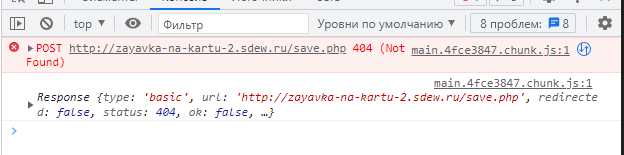 top
Фильтр
Уровни по умолчанию
8 проблем:
8
POST http://zayavka-na-kartu-2.sdew.ru/save.php 404 (Not
main.4fce3847.chunk.js:1
Found)
main.4fce3847.chunk.js:1
Response {type: 'basic', url: 'http://zayavka-na-kartu-2.sdew.ru/save.php', redirecte
d: false, status: 404, ok: false, …}